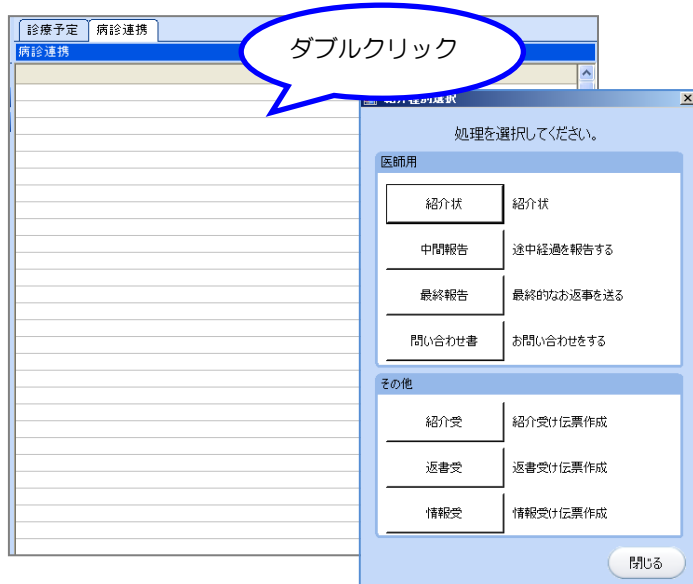 診療予定 病診連携
病診連携
ダブルクリック
処理を選択してください。
医師用
紹介状 紹介状
中間報告 途中経過を報告する
最終報告 最終的なお返事を送る
問い合わせ書 お問い合わせをする
その他
紹介受 紹介受け伝票作成
返書受 返書受け伝票作成
情報受 情報受け伝票作成
閉じる